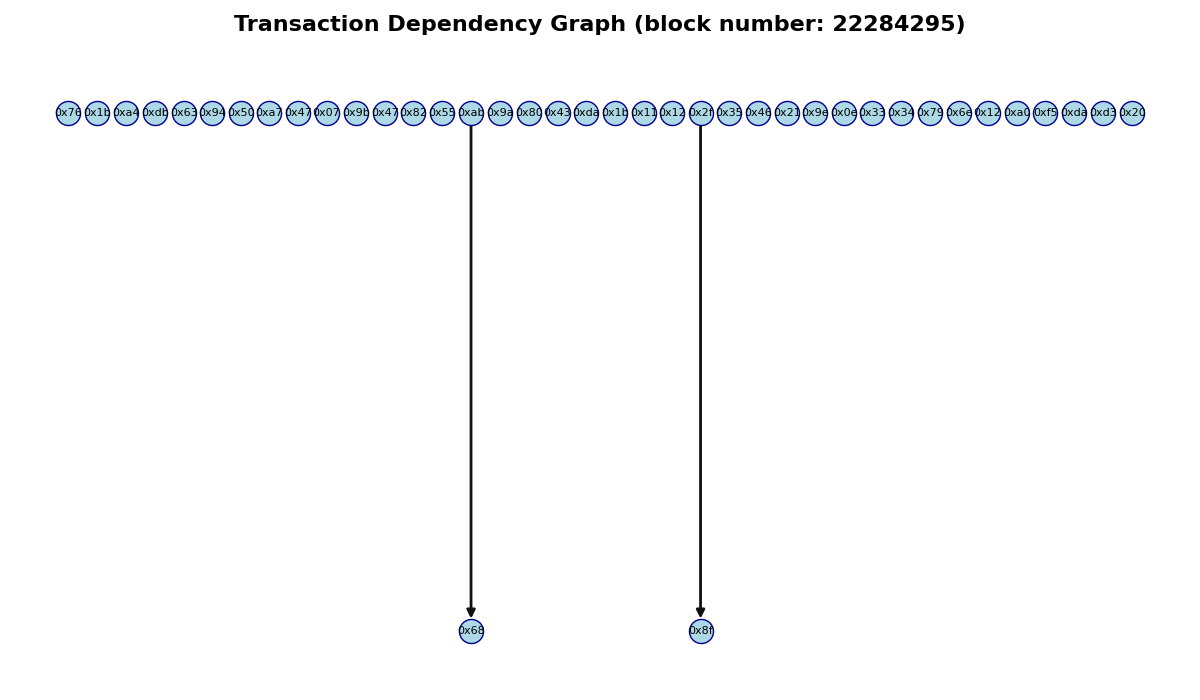 Transaction Dependency Graph (block number: 22284295)
0x76 0x1b 0xa4 0xdb 0x63 0x94 0x50 0xa7 0x47 0x07 0x9b 0x47 0x82 0x55 0xab 0x9a 0x80 0x43 0xda 0x1b 0x11 0x12 0x2f 0x35 0x46 0x21 0x9e 0x0e 0x33 0x34 0x79 0x6e 0x12 0xa0 0xf5 0xda 0xd3 0x20
0x68 0x8f